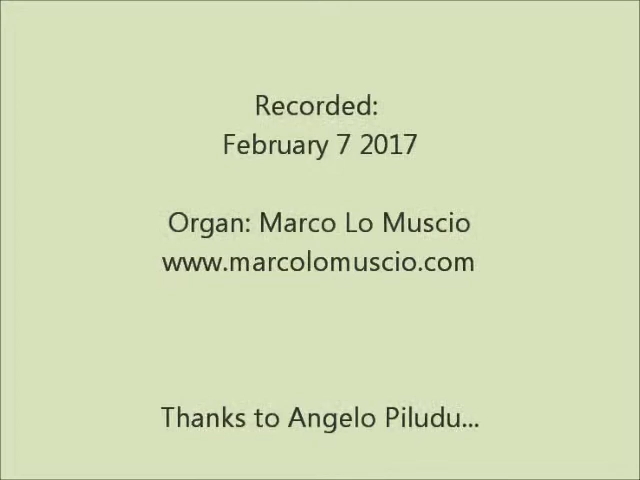 Recorded:
February 7 2017
Organ: Marco Lo Muscio
www.marcolomuscio.com
Thanks to Angelo Piludu...